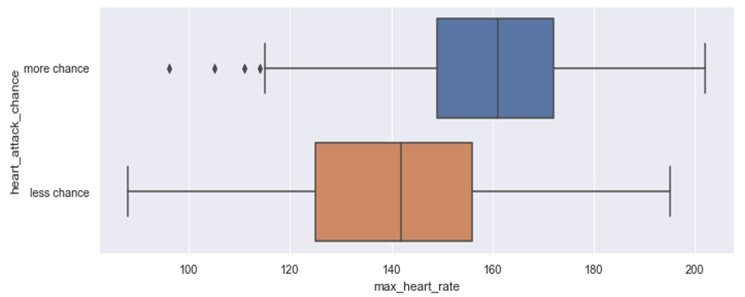 heart_attack_chance
more chance
less chance
100 120 140 160 180 200
max_heart_rate